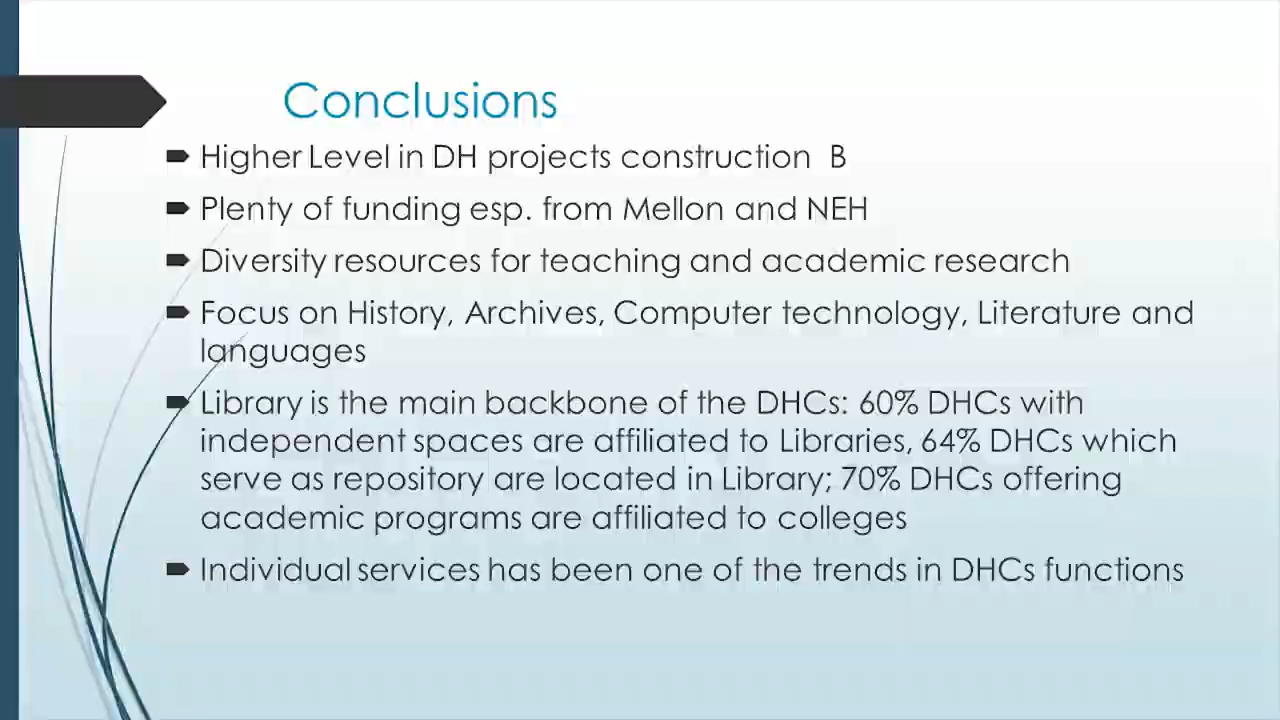 Conclusions
Higher Level in DH projects construction B
Plenty of funding esp. from Mellon and NEH
Diversity resources for teaching and academic research
Focus on History, Archives, Computer technology, Literature and
languages
Library is the main backbone of the DHCs: 60% DHCs with
independent spaces are affiliated to Libraries, 64% DHCs which
serve as repository are located in Library; 70% DHCs offering
academic programs are affiliated to colleges
Individual services has been one of the trends in DHCs functions